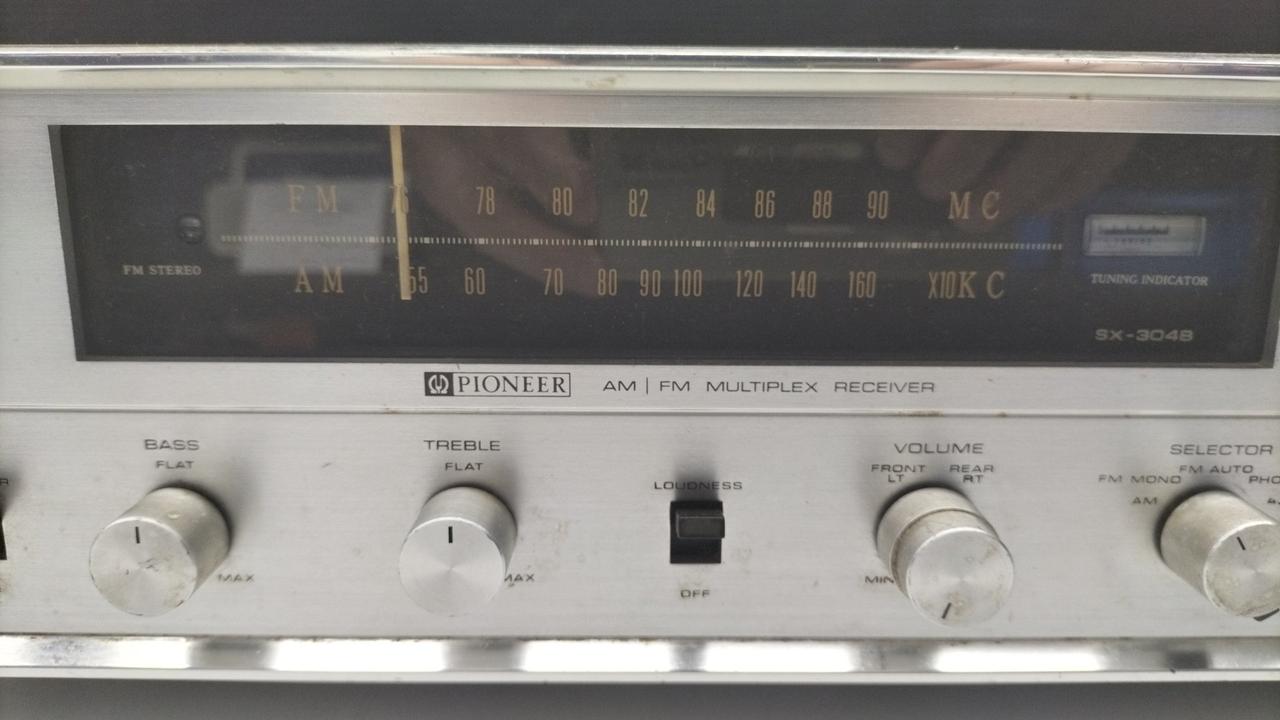 FM 76 78 80 82 84 86 88 90 MC
FM STEREO
AM 55 60 70 80 90 100 120 140 160 X10KC
TUNING INDICATOR
SX-304B
PIONEER AM | FM MULTIPLEX RECEIVER
BASS
FLAT
MAX
TREBLE
FLAT
MAX
LOUDNESS
OFF
VOLUME
FRONT REAR
LT RT
MIN
SELECTOR
FM AUTO
FM MONO
AM